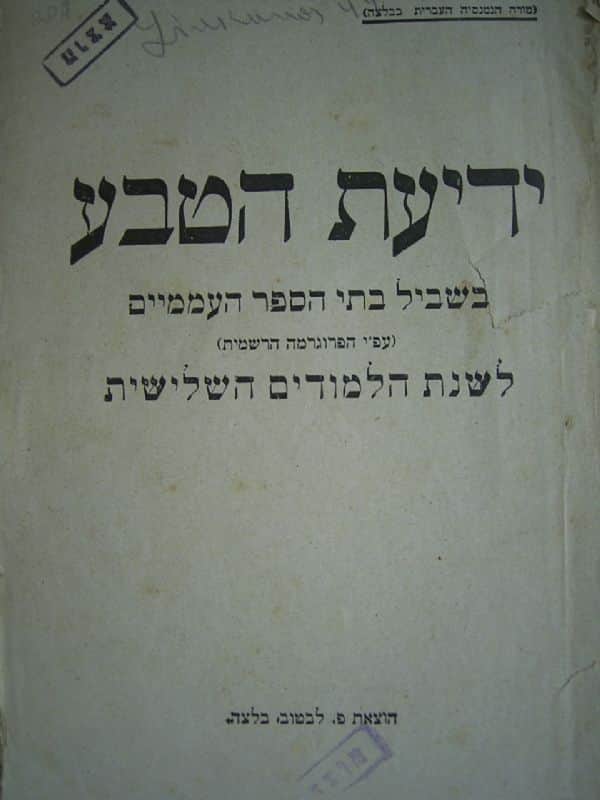 (מורה הגמנסיה העברית בבלצה)
ידיעת הטבע
בשביל בתי הספר העממיים
(עפ״י הפרוגרמה הרשמית)
לשנת הלמודים השלישית
הוצאת פ. לבטוב, בלצה.